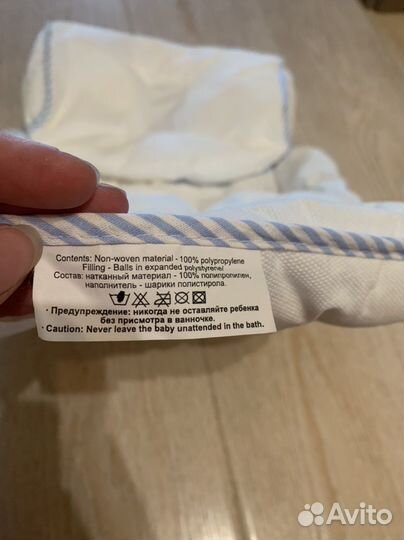 Contents: Non-woven material - 100% polypropylene
Filling - Balls in expanded polystyrene/
Состав: натканный материал - 100% полипропилен,
наполнитель - шарики полистирола.
· Предупреждение: никогда не оставляйте ребенка
без присмотра в ванночке.
· Caution: Never leave the baby unattended in the bath.
Avito